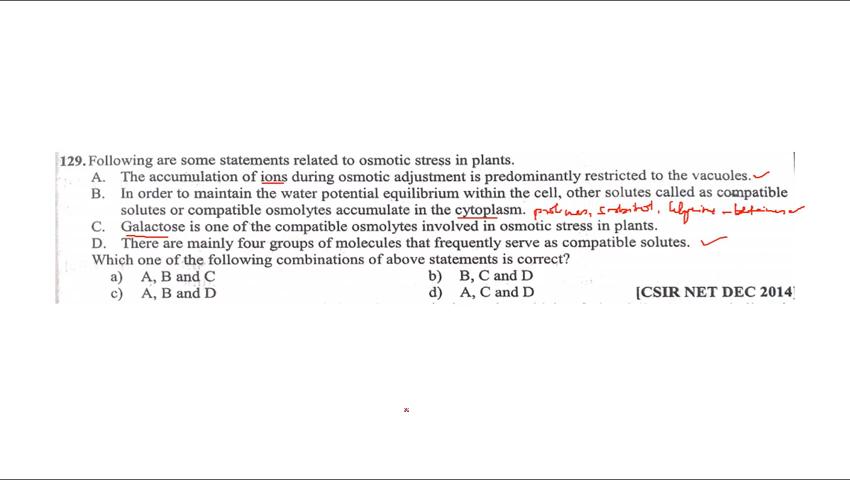 129. Following are some statements related to osmotic stress in plants.
A. The accumulation of ions during osmotic adjustment is predominantly restricted to the vacuoles.
B. In order to maintain the water potential equilibrium within the cell, other solutes called as compatible
solutes or compatible osmolytes accumulate in the cytoplasm.
C. Galactose is one of the compatible osmolytes involved in osmotic stress in plants.
D. There are mainly four groups of molecules that frequently serve as compatible solutes.
Which one of the following combinations of above statements is correct?
a) A, B and C b) B, C and D
c) A, B and D d) A, C and D [CSIR NET DEC 2014]